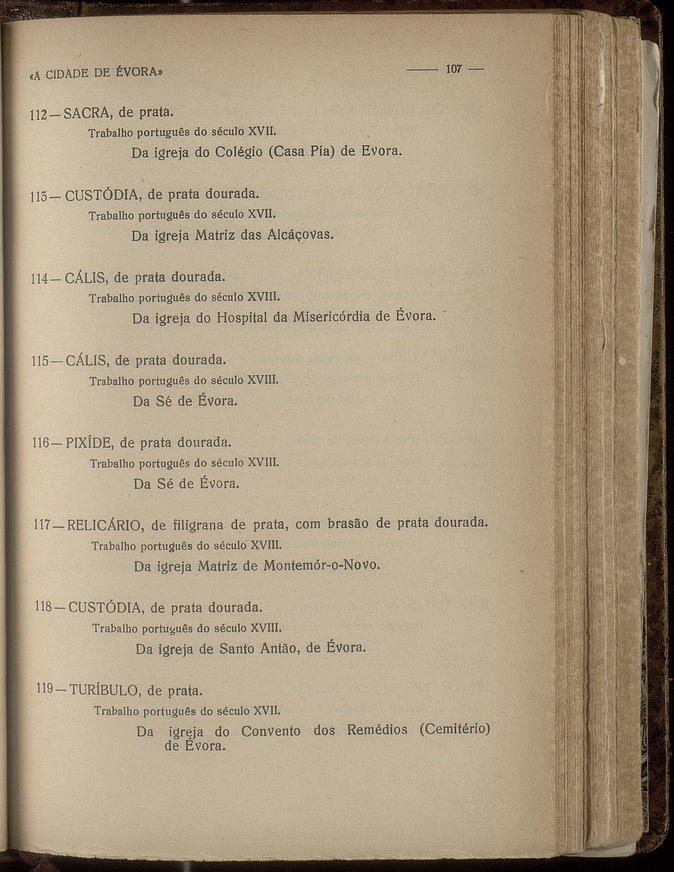 «A CIDADE DE ÉVORA» —— 107 —
112—SACRA, de prata.
Trabalho português do século XVII.
Da igreja do Colégio (Casa Pia) de Evora.
113— CUSTÓDIA, de prata dourada.
Trabalho português do século XVII.
Da igreja Matriz das Alcáçovas.
114—CÁLIS, de prata dourada.
Trabalho português do século XVIII.
Da igreja do Hospital da Misericórdia de Évora.
115—CÁLIS, de prata dourada.
Trabalho português do século XVIII.
Da Sé de Évora.
116—PIXÍDE, de prata dourada.
Trabalho português do século XVIII.
Da Sé de Évora.
117—RELICÁRIO, de filigrana de prata, com brasão de prata dourada.
Trabalho português do século XVIII.
Da igreja Matriz de Montemór-o-Novo.
118—CUSTÓDIA, de prata dourada.
Trabalho português do século XVIII.
Da igreja de Santo Antão, de Évora.
119—TURÍBULO, de prata.
Trabalho português do século XVII.
Da igreja do Convento dos Remédios (Cemitério)
de Évora.